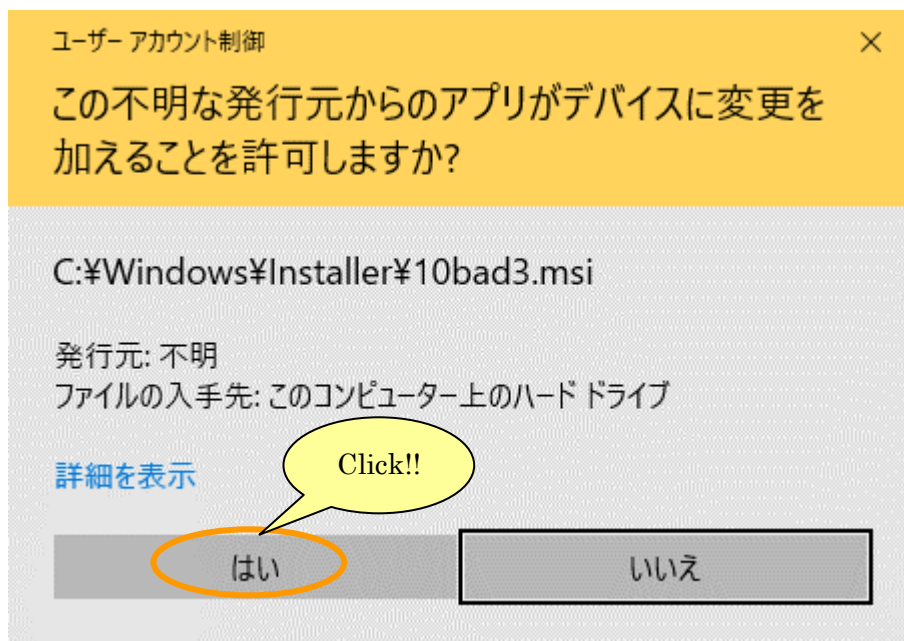 ユーザー アカウント制御
この不明な発行元からのアプリがデバイスに変更を
加えることを許可しますか?
C:¥Windows¥Installer¥10bad3.msi
発行元: 不明
ファイルの入手先: このコンピューター上のハード ドライブ
Click!!
詳細を表示
はい
いいえ